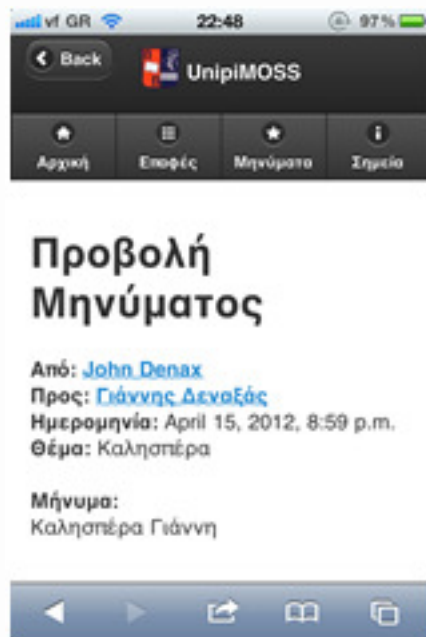 vf GR 22:48 97%
Back UnipiMOSS
Αρχική Επαφές Μηνύματα Σημεία
Προβολή
Μηνύματος
Από: John Denax
Προς: Γιάννης Δεναξάς
Ημερομηνία: April 15, 2012, 8:59 p.m.
Θέμα: Καλησπέρα
Μήνυμα:
Καλησπέρα Γιάννη